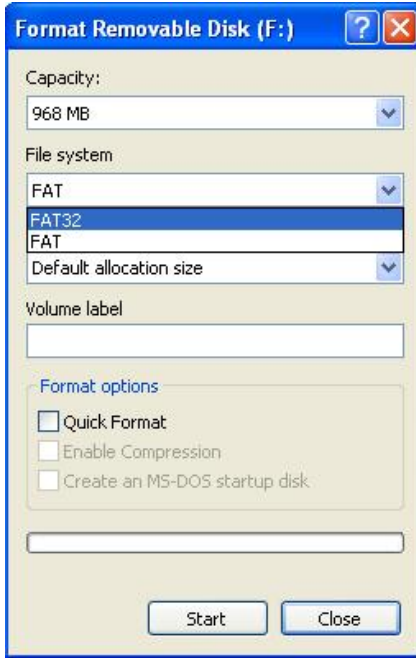 Format Removable Disk (F:)
?
Capacity:
968 MB
File system
FAT
FAT32
FAT
Default allocation size
Volume label
Format options
Quick Format
Enable Compression
Create an MS-DOS startup disk
Start Close